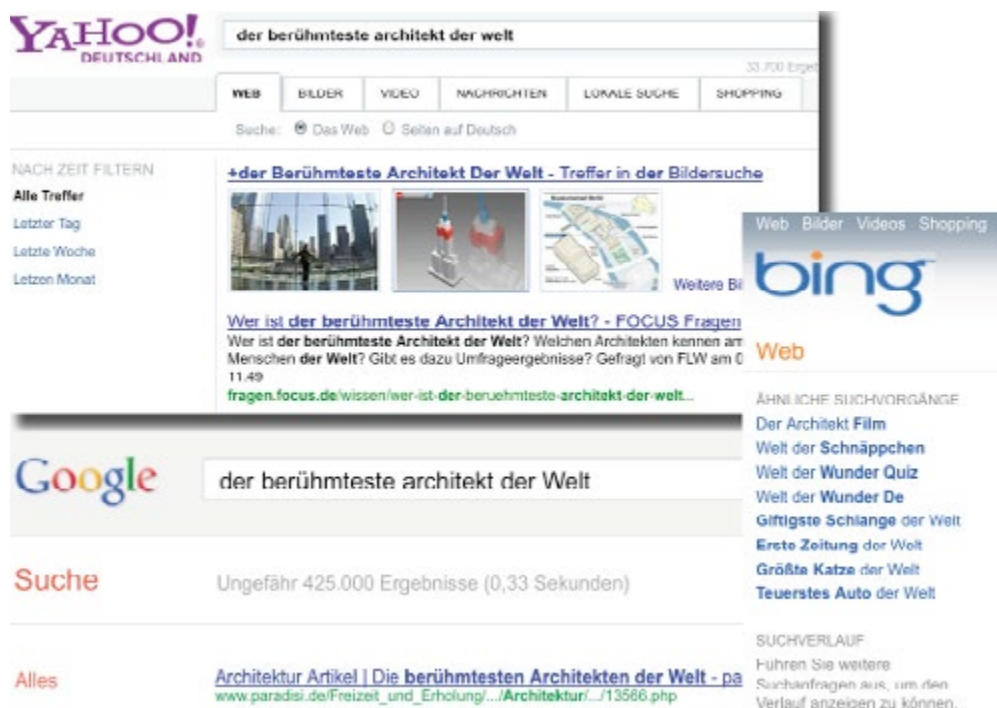 YAHOO!
DEUTSCHLAND
der berühmteste architekt der welt
33.700 Ergeb
WEB BILDER VIDEO NACHRICHTEN LOKALE SUCHE SHOPPING
Suche: Das Web Seiten auf Deutsch
NACH ZEIT FILTERN
Alle Treffer
Letzter Tag
Letzte Woche
Letzen Monat
+der Berühmteste Architekt Der Welt - Treffer in der Bildersuche
Weitere Bi
Wer ist der berühmteste Architekt der Welt? - FOCUS Fragen
Wer ist der berühmteste Architekt der Welt? Welchen Architekten kennen am
Menschen der Welt? Gibt es dazu Umfrageergebnisse? Gefragt von FLW am 0
11.49
fragen.focus.de/wissen/wer-ist-der-beruehmteste-architekt-der-welt...
Google
der berühmteste architekt der Welt
Suche
Ungefähr 425.000 Ergebnisse (0,33 Sekunden)
Alles
Architektur Artikel | Die berühmtesten Architekten der Welt - pa
www.paradisi.de/Freizeit_und_Erholung/.../Architektur/.../13566.php
Web Bilder Videos Shopping
bing
Web
ÄHNLICHE SUCHVORGÄNGE
Der Architekt Film
Welt der Schnäppchen
Welt der Wunder Quiz
Welt der Wunder De
Giftigste Schlange der Welt
Erste Zeitung der Welt
Größte Katze der Welt
Teuerstes Auto der Welt
SUCHVERLAUF
Führen Sie weitere
Suchanfragen aus, um den
Verlauf anzeigen zu können.